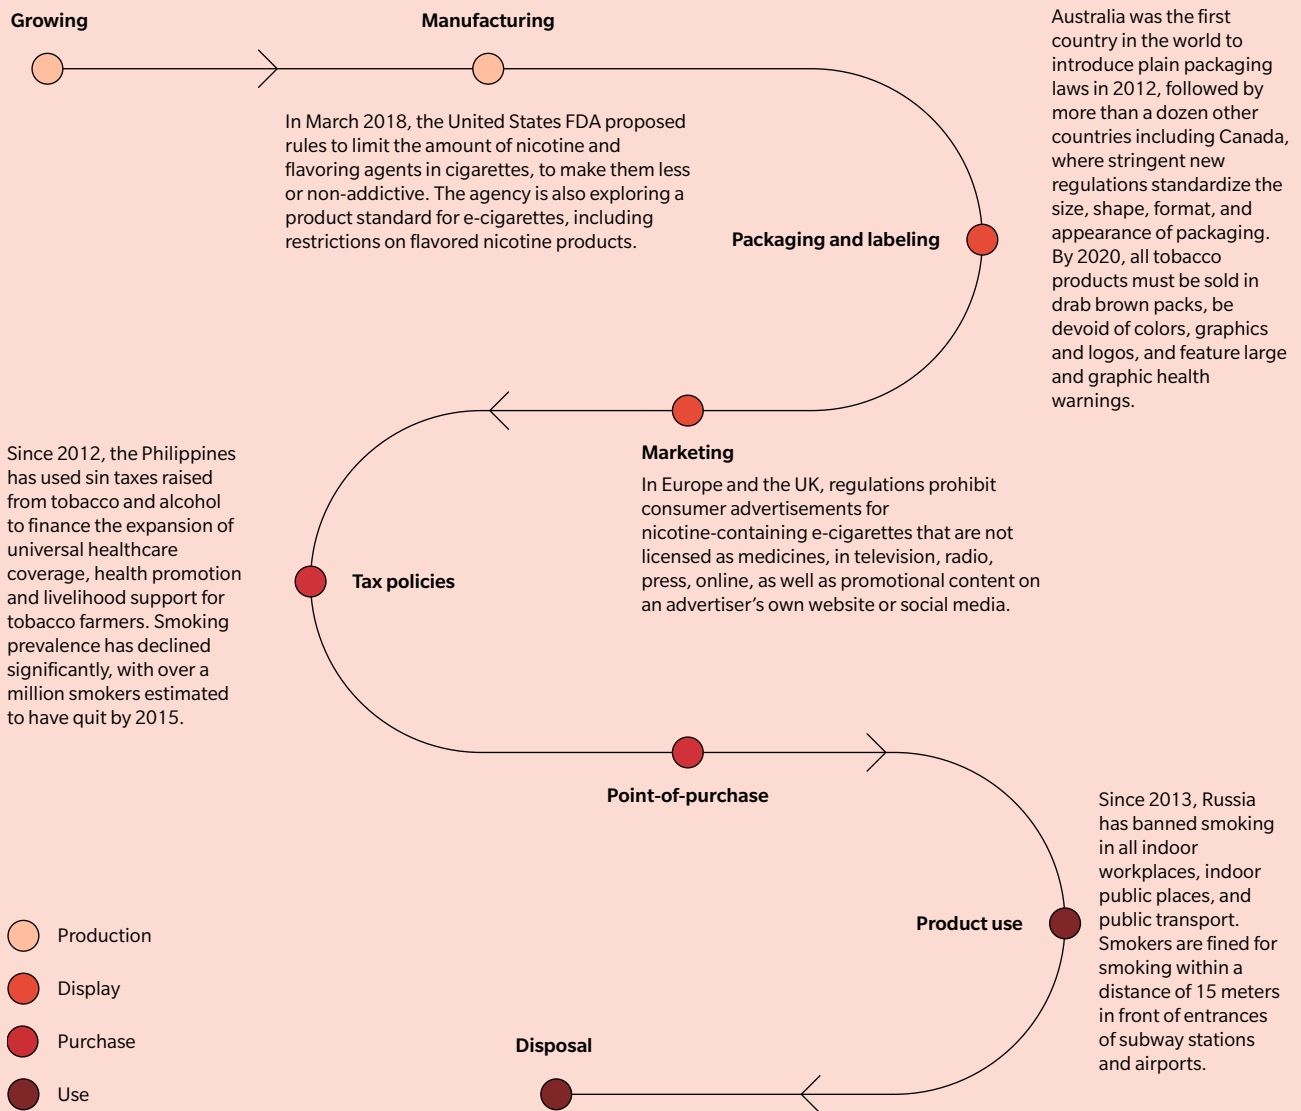 Growing
Manufacturing
In March 2018, the United States FDA proposed
rules to limit the amount of nicotine and
flavoring agents in cigarettes, to make them less
or non-addictive. The agency is also exploring a
product standard for e-cigarettes, including
restrictions on flavored nicotine products.
Packaging and labeling
Australia was the first
country in the world to
introduce plain packaging
laws in 2012, followed by
more than a dozen other
countries including Canada,
where stringent new
regulations standardize the
size, shape, format, and
appearance of packaging.
By 2020, all tobacco
products must be sold in
drab brown packs, be
devoid of colors, graphics
and logos, and feature large
and graphic health
warnings.
Marketing
In Europe and the UK, regulations prohibit
consumer advertisements for
nicotine-containing e-cigarettes that are not
licensed as medicines, in television, radio,
press, online, as well as promotional content on
an advertiser's own website or social media.
Since 2012, the Philippines
has used sin taxes raised
from tobacco and alcohol
to finance the expansion of
universal healthcare
coverage, health promotion
and livelihood support for
tobacco farmers. Smoking
prevalence has declined
significantly, with over a
million smokers estimated
to have quit by 2015.
Tax policies
Point-of-purchase
Product use
Since 2013, Russia
has banned smoking
in all indoor
workplaces, indoor
public places, and
public transport.
Smokers are fined for
smoking within a
distance of 15 meters
in front of entrances
of subway stations
and airports.
Disposal
Production
Display
Purchase
Use